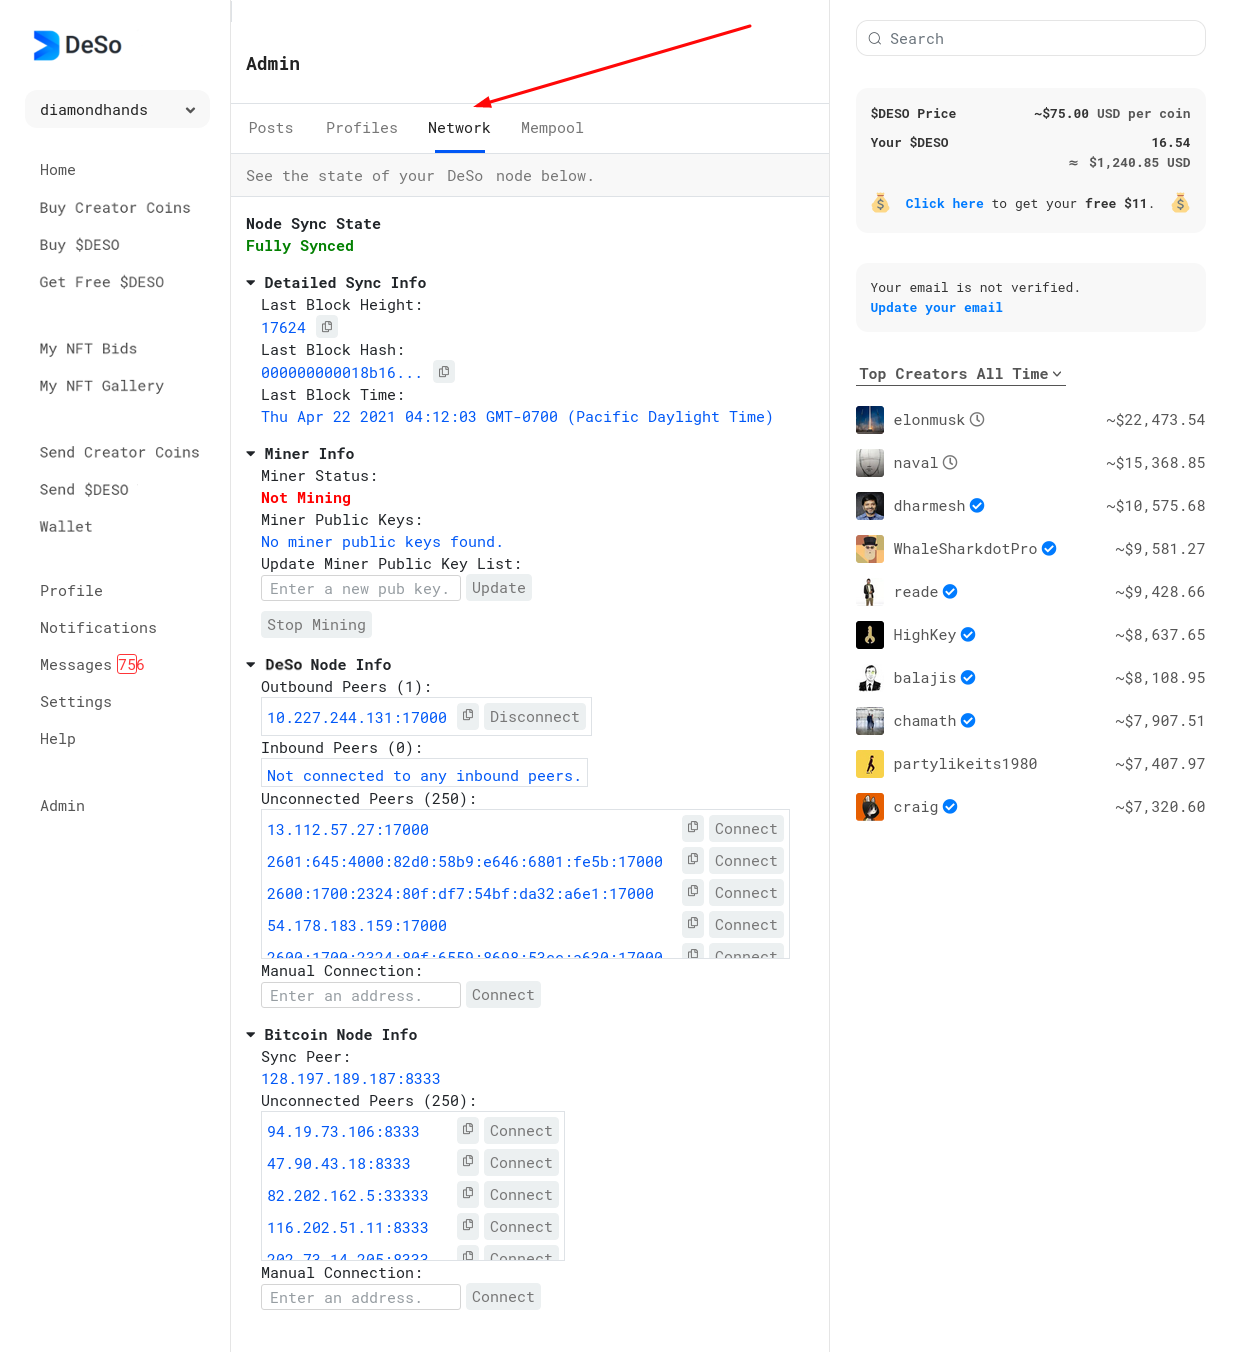 DeSo
diamondhands
Home
Buy Creator Coins
Buy $DESO
Get Free $DESO
My NFT Bids
My NFT Gallery
Send Creator Coins
Send $DESO
Wallet
Profile
Notifications
Messages 756
Settings
Help
Admin
Admin
Posts Profiles Network Mempool
See the state of your DeSo node below.
Node Sync State
Fully Synced
Detailed Sync Info
Last Block Height:
17624
Last Block Hash:
000000000018b16...
Last Block Time:
Thu Apr 22 2021 04:12:03 GMT-0700 (Pacific Daylight Time)
Miner Info
Miner Status:
Not Mining
Miner Public Keys:
No miner public keys found.
Update Miner Public Key List:
Enter a new pub key. Update
Stop Mining
DeSo Node Info
Outbound Peers (1):
10.227.244.131:17000 Disconnect
Inbound Peers (0):
Not connected to any inbound peers.
Unconnected Peers (250):
13.112.57.27:17000 Connect
2601:645:4000:82d0:58b9:e646:6801:fe5b:17000 Connect
2600:1700:2324:80f:df7:54bf:da32:a6e1:17000 Connect
54.178.183.159:17000 Connect
Connect
Manual Connection:
Enter an address. Connect
Bitcoin Node Info
Sync Peer:
128.197.189.187:8333
Unconnected Peers (250):
94.19.73.106:8333 Connect
47.90.43.18:8333 Connect
82.202.162.5:33333 Connect
116.202.51.11:8333 Connect
202.73.14.205:8333 Connect
Manual Connection:
Enter an address. Connect
Search
$DESO Price ~$75.00 USD per coin
Your $DESO 16.54
≈ $1,240.85 USD
Click here to get your free $11.
Your email is not verified.
Update your email
Top Creators All Time
elonmusk ~$22,473.54
naval ~$15,368.85
dharmesh ~$10,575.68
WhaleSharkdotPro ~$9,581.27
reade ~$9,428.66
HighKey ~$8,637.65
balajis ~$8,108.95
chamath ~$7,907.51
partylikeits1980 ~$7,407.97
craig ~$7,320.60